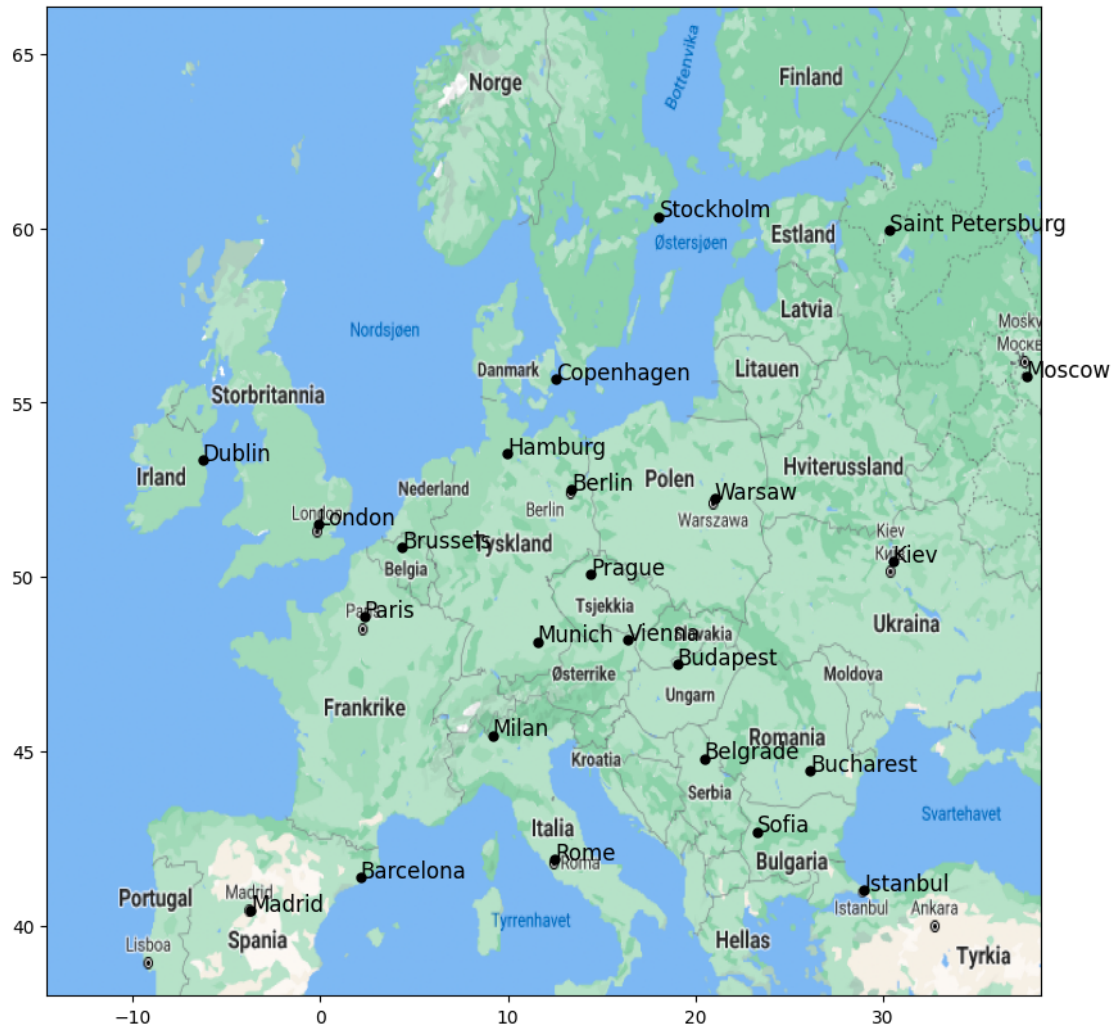 65
60
55
50
45
40
−10
0
10
20
30
Norge
Bottenvika
Finland
Stockholm
Saint Petersburg
Østersjøen
Estland
Nordsjøen
Latvia
Moskv
Москв
Danmark
Copenhagen
Litauen
Moscow
Storbritannia
Dublin
Irland
Hamburg
Hviterussland
Nederland
Berlin
Berlin
Polen
Warsaw
Warszawa
London
London
Brussels
Tyskland
Belgia
Kiev
Kiev
Prague
Tsjekkia
Paris
Paris
Ukraina
Munich
Vienna
Slovakia
Budapest
Østerrike
Moldova
Ungarn
Frankrike
Milan
Romania
Belgrade
Kroatia
Bucharest
Serbia
Svartehavet
Sofia
Italia
Rome
Roma
Bulgaria
Barcelona
Istanbul
Portugal
Madrid
Madrid
Istanbul
Ankara
Tyrrenhavet
Lisboa
Spania
Hellas
Tyrkia